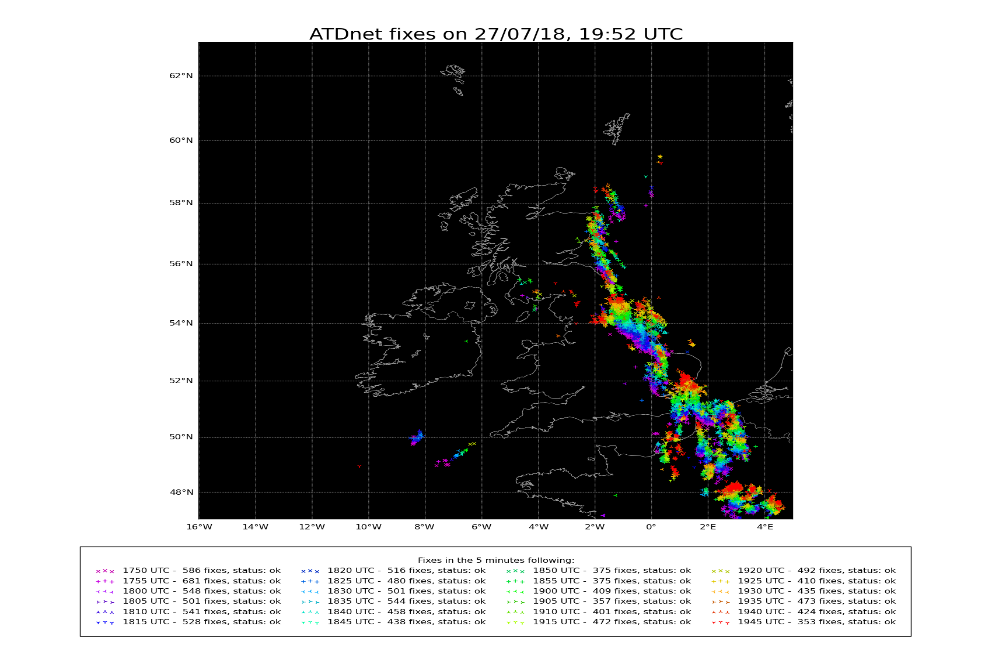 ATDnet fixes on 27/07/18, 19:52 UTC
62°N
60°N
58°N
56°N
54°N
52°N
50°N
48°N
16°W 14°W 12°W 10°W 8°W 6°W 4°W 2°W 0° 2°E 4°E
Fixes in the 5 minutes following:
1750 UTC - 586 fixes, status: ok 1820 UTC - 516 fixes, status: ok 1850 UTC - 375 fixes, status: ok 1920 UTC - 492 fixes, status: ok
1755 UTC - 681 fixes, status: ok 1825 UTC - 480 fixes, status: ok 1855 UTC - 375 fixes, status: ok 1925 UTC - 410 fixes, status: ok
1800 UTC - 548 fixes, status: ok 1830 UTC - 501 fixes, status: ok 1900 UTC - 409 fixes, status: ok 1930 UTC - 435 fixes, status: ok
1805 UTC - 501 fixes, status: ok 1835 UTC - 544 fixes, status: ok 1905 UTC - 357 fixes, status: ok 1935 UTC - 473 fixes, status: ok
1810 UTC - 541 fixes, status: ok 1840 UTC - 458 fixes, status: ok 1910 UTC - 401 fixes, status: ok 1940 UTC - 424 fixes, status: ok
1815 UTC - 528 fixes, status: ok 1845 UTC - 438 fixes, status: ok 1915 UTC - 472 fixes, status: ok 1945 UTC - 353 fixes, status: ok